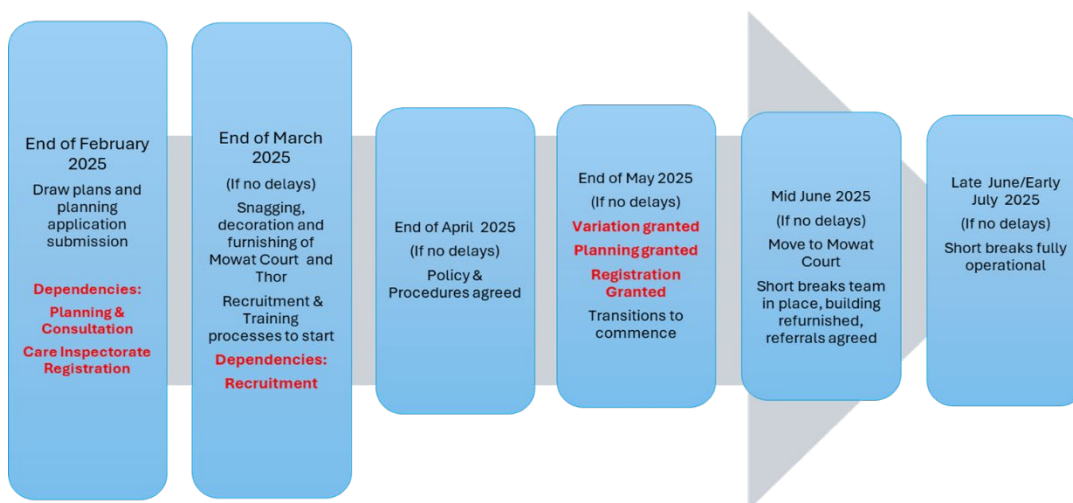 End of February
2025
Draw plans and
planning
application
submission
Dependencies:
Planning &
Consultation
Care Inspectorate
Registration
End of March
2025
(If no delays)
Snagging,
decoration and
furnishing of
Mowat Court and
Thor
Recruitment &
Training
processes to start
Dependencies:
Recruitment
End of April 2025
(If no delays)
Policy &
Procedures agreed
End of May 2025
(If no delays)
Variation granted
Planning granted
Registration
Granted
Transitions to
commence
Mid June 2025
(If no delays)
Move to Mowat
Court
Short breaks team
in place, building
refurnished,
referrals agreed
Late June/Early
July 2025
(If no delays)
Short breaks fully
operational